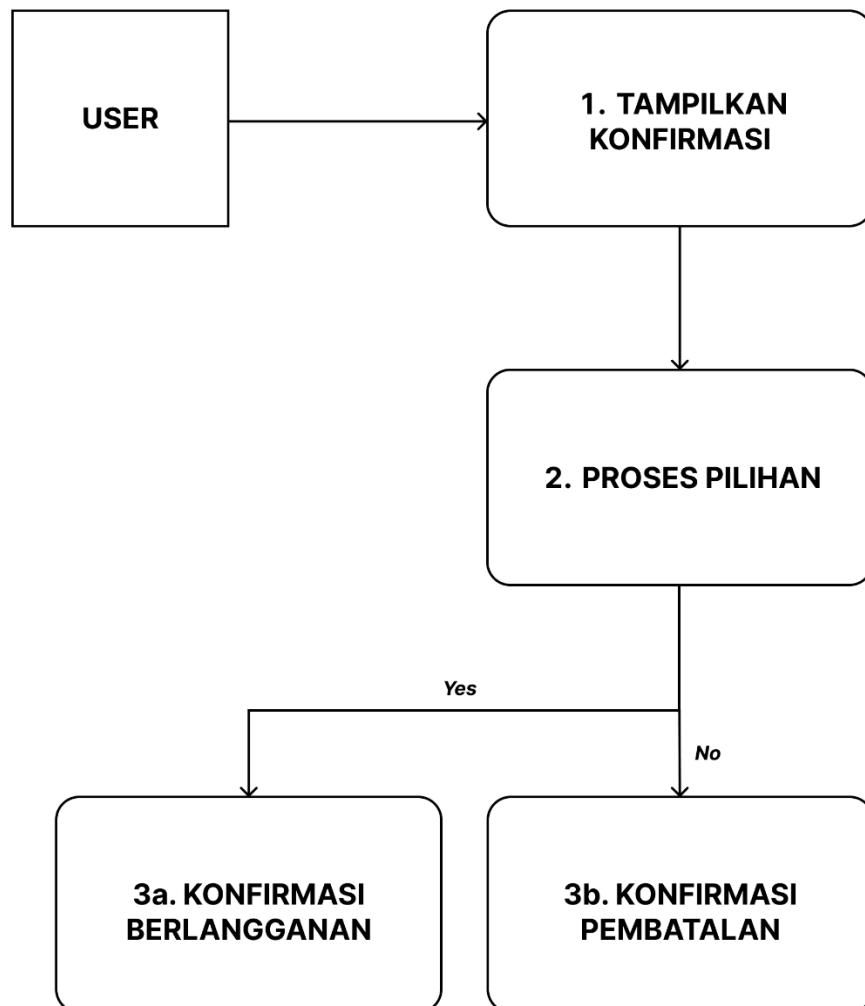 USER
1. TAMPILKAN
KONFIRMASI
2. PROSES PILIHAN
Yes
No
3a. KONFIRMASI
BERLANGGANAN
3b. KONFIRMASI
PEMBATALAN